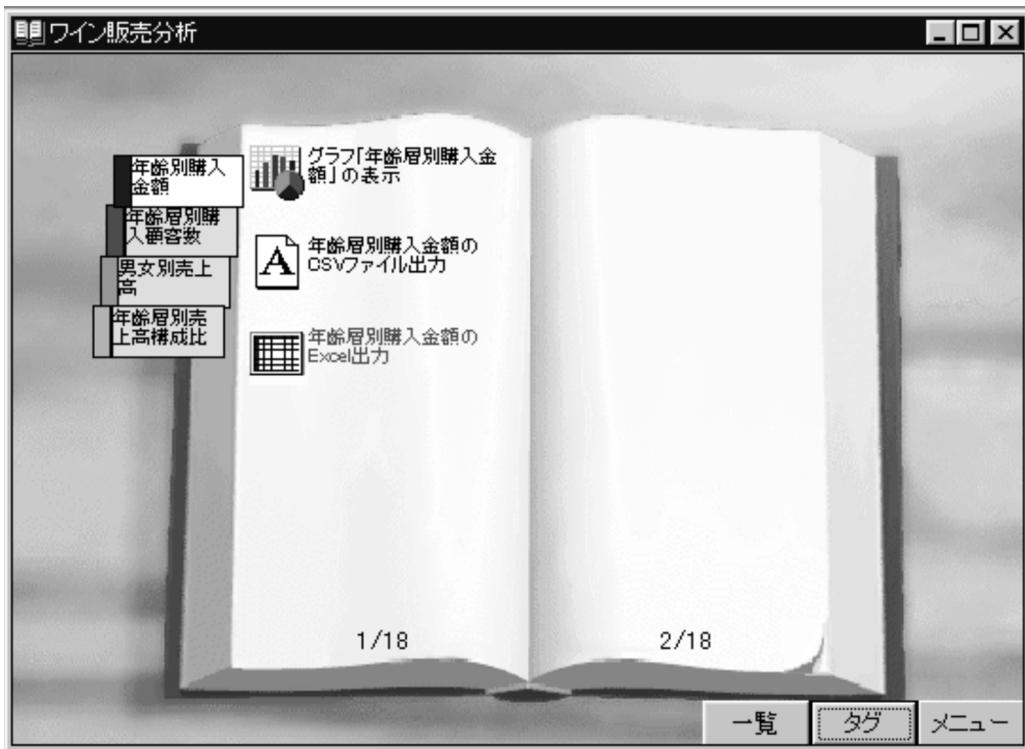 ワイン販売分析
年齢別購入
金額
年齢層別購
入顧客数
男女別売上
高
年齢層別売
上高構成比
グラフ「年齢層別購入金
額」の表示
年齢層別購入金額の
CSVファイル出力
年齢層別購入金額の
Excel出力
1/18
2/18
一覧
タグ
メニュー